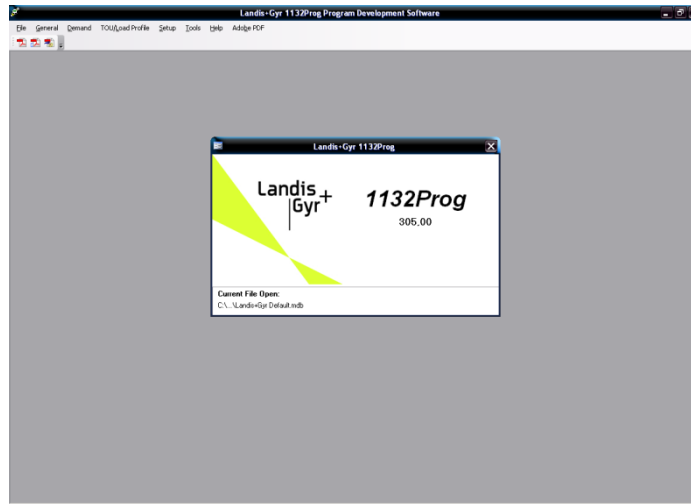 Landis+Gyr 1132Prog Program Development Software
File General Demand TOU/Load Profile Setup Tools Help Adobe PDF
Landis+Gyr 1132Prog
Landis+
Gyr
1132Prog
305.00
Current File Open:
C:\...\Landis+Gyr Default.mdb